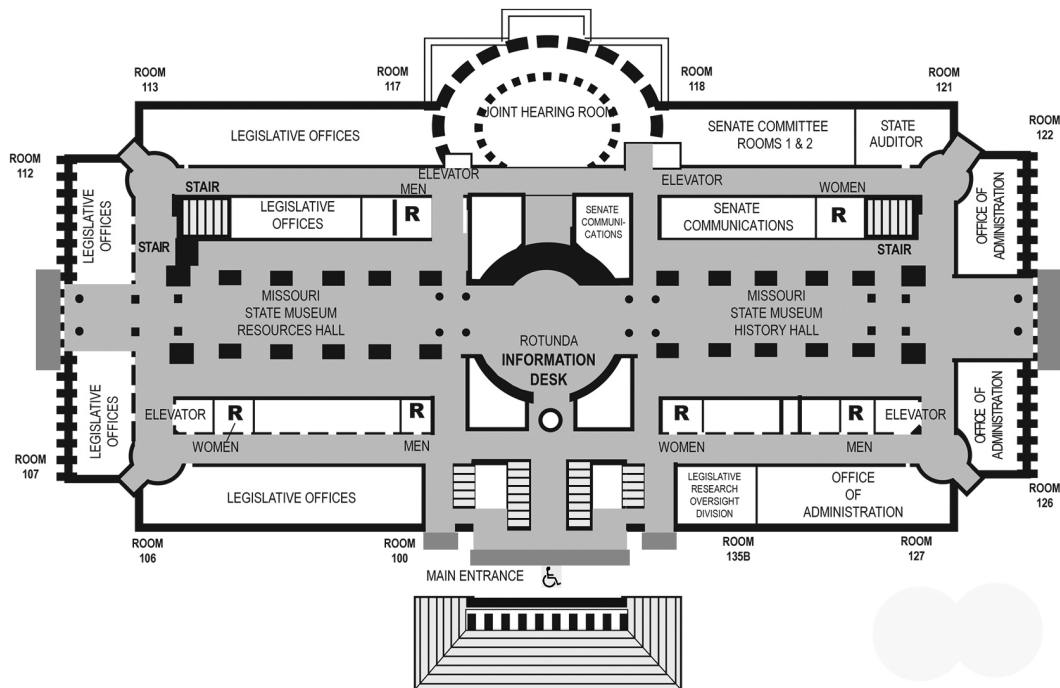 ROOM
113
ROOM
117
ROOM
118
ROOM
121
ROOM
122
ROOM
112
LEGISLATIVE OFFICES
JOINT HEARING ROOM
SENATE COMMITTEE
ROOMS 1 & 2
STATE
AUDITOR
ELEVATOR
MEN
ELEVATOR
WOMEN
STAIR
LEGISLATIVE
OFFICES
LEGISLATIVE
OFFICES
R
SENATE
COMMUNI-
CATIONS
SENATE
COMMUNICATIONS
R
OFFICE OF
ADMINISTRATION
STAIR
STAIR
MISSOURI
STATE MUSEUM
RESOURCES HALL
MISSOURI
STATE MUSEUM
HISTORY HALL
ROTUNDA
INFORMATION
DESK
LEGISLATIVE
OFFICES
ELEVATOR
R
R
R
R
ELEVATOR
OFFICE OF
ADMINISTRATION
WOMEN
MEN
WOMEN
MEN
ROOM
107
LEGISLATIVE OFFICES
LEGISLATIVE
RESEARCH
OVERSIGHT
DIVISION
OFFICE
OF
ADMINISTRATION
ROOM
126
ROOM
106
ROOM
100
ROOM
135B
ROOM
127
MAIN ENTRANCE